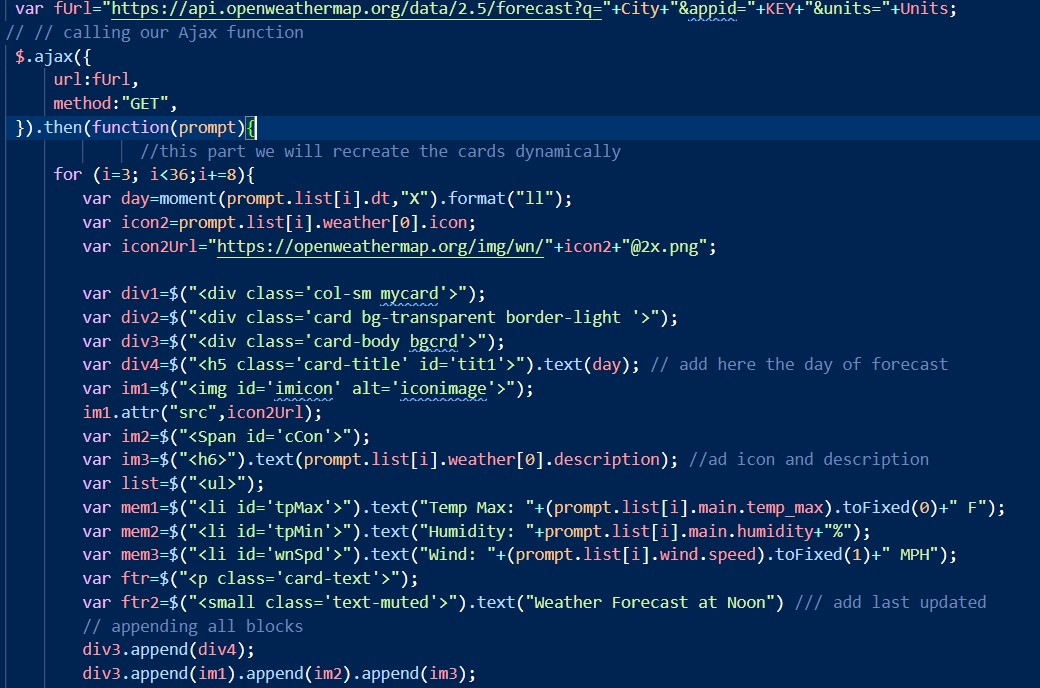 var fUrl="https://api.openweathermap.org/data/2.5/forecast?q="+City+"&appid="+KEY+"&units="+Units;
// // calling our Ajax function
$.ajax({
url:fUrl,
method:"GET",
}).then(function(prompt){
//this part we will recreate the cards dynamically
for (i=3; i<36;i+=8){
var day=moment(prompt.list[i].dt,"X").format("ll");
var icon2=prompt.list[i].weather[0].icon;
var icon2Url="https://openweathermap.org/img/wn/"+icon2+"@2x.png";
var div1=$("<div class='col-sm mycard'>");
var div2=$("<div class='card bg-transparent border-light '>");
var div3=$("<div class='card-body bgcrd'>");
var div4=$("<h5 class='card-title' id='tit1'>").text(day); // add here the day of forecast
var im1=$("<img id='imicon' alt='iconimage'>");
im1.attr("src",icon2Url);
var im2=$("<Span id='cCon'>");
var im3=$("<h6>").text(prompt.list[i].weather[0].description); //ad icon and description
var list=$("<ul>");
var mem1=$("<li id='tpMax'>").text("Temp Max: "+(prompt.list[i].main.temp_max).toFixed(0)+" F");
var mem2=$("<li id='tpMin'>").text("Humidity: "+prompt.list[i].main.humidity+"%");
var mem3=$("<li id='wnSpd'>").text("Wind: "+(prompt.list[i].wind.speed).toFixed(1)+" MPH");
var ftr=$("<p class='card-text'>");
var ftr2=$("<small class='text-muted'>").text("Weather Forecast at Noon") /// add last updated
// appending all blocks
div3.append(div4);
div3.append(im1).append(im2).append(im3);